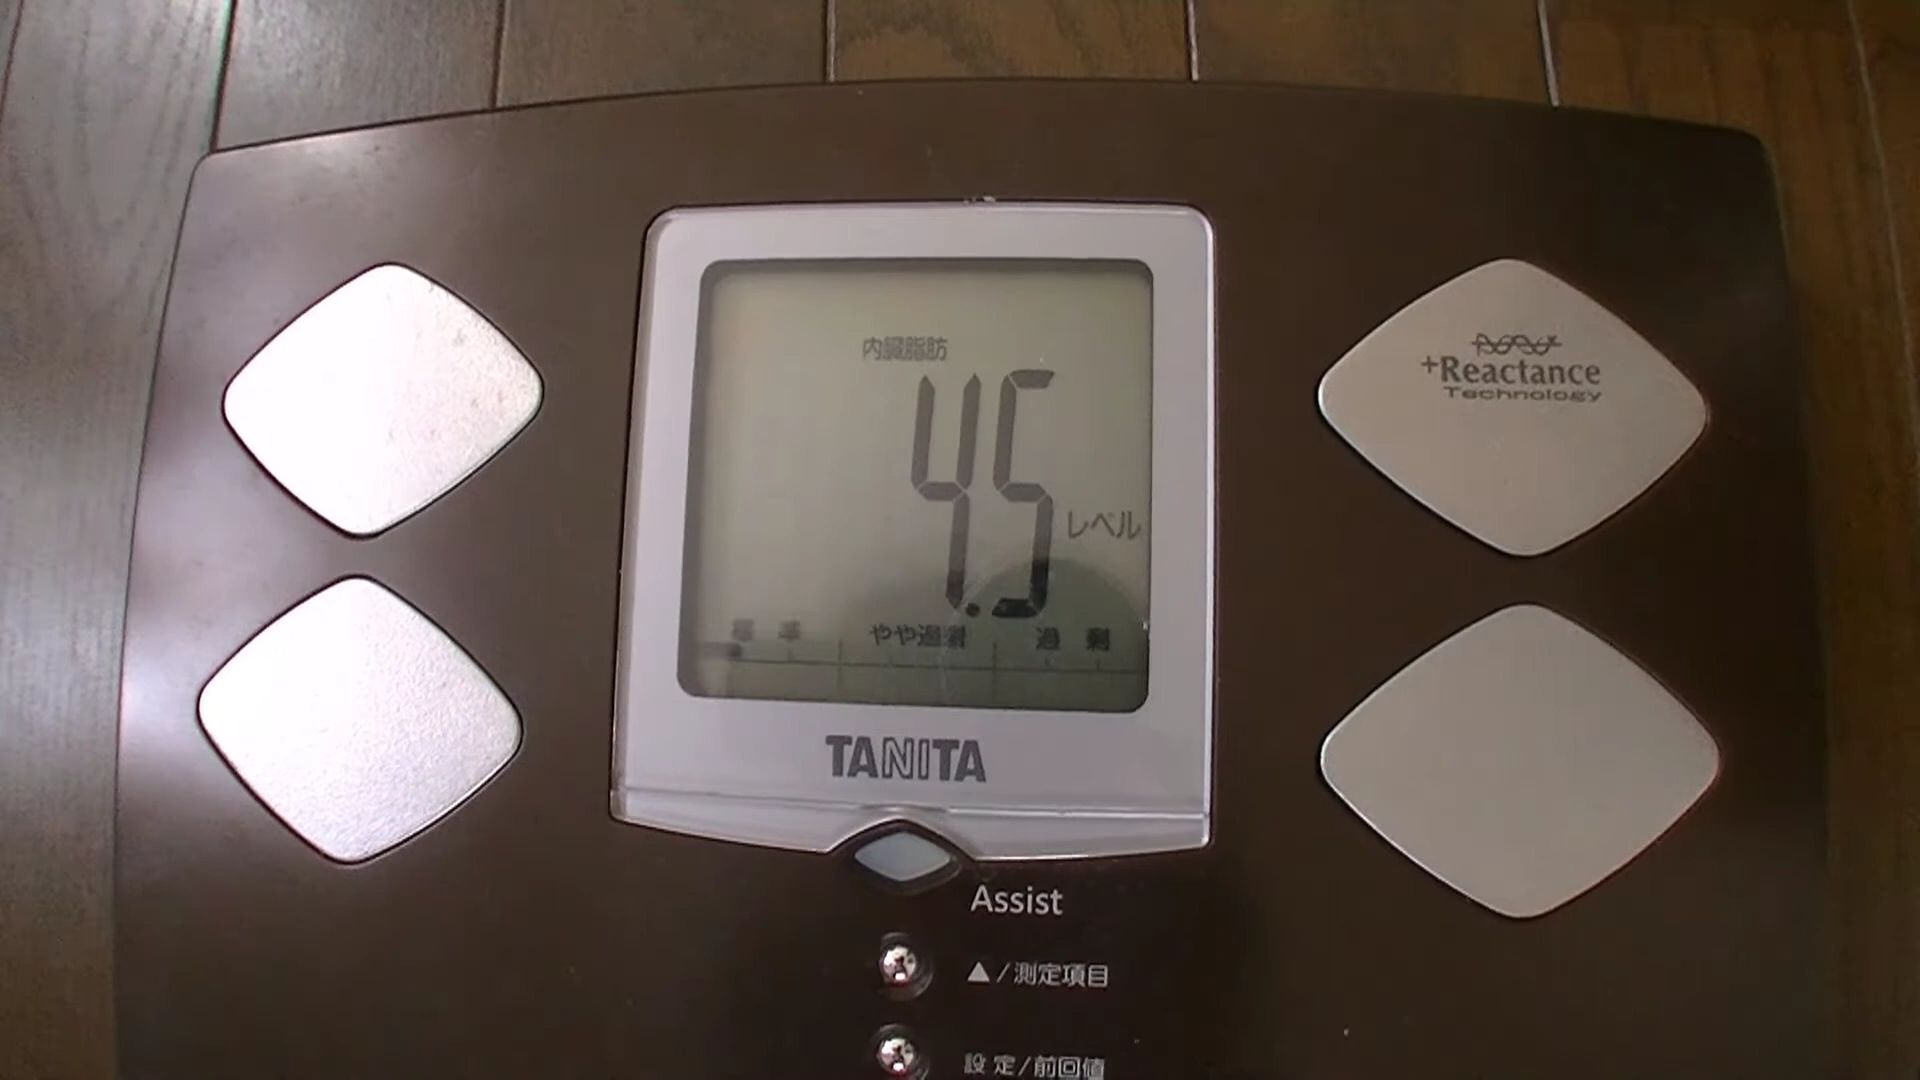 内臓脂肪
4.5 レベル
標準 やや過剰 過剰
TANITA
+Reactance
Technology
Assist
▲/測定項目
設定/前回値